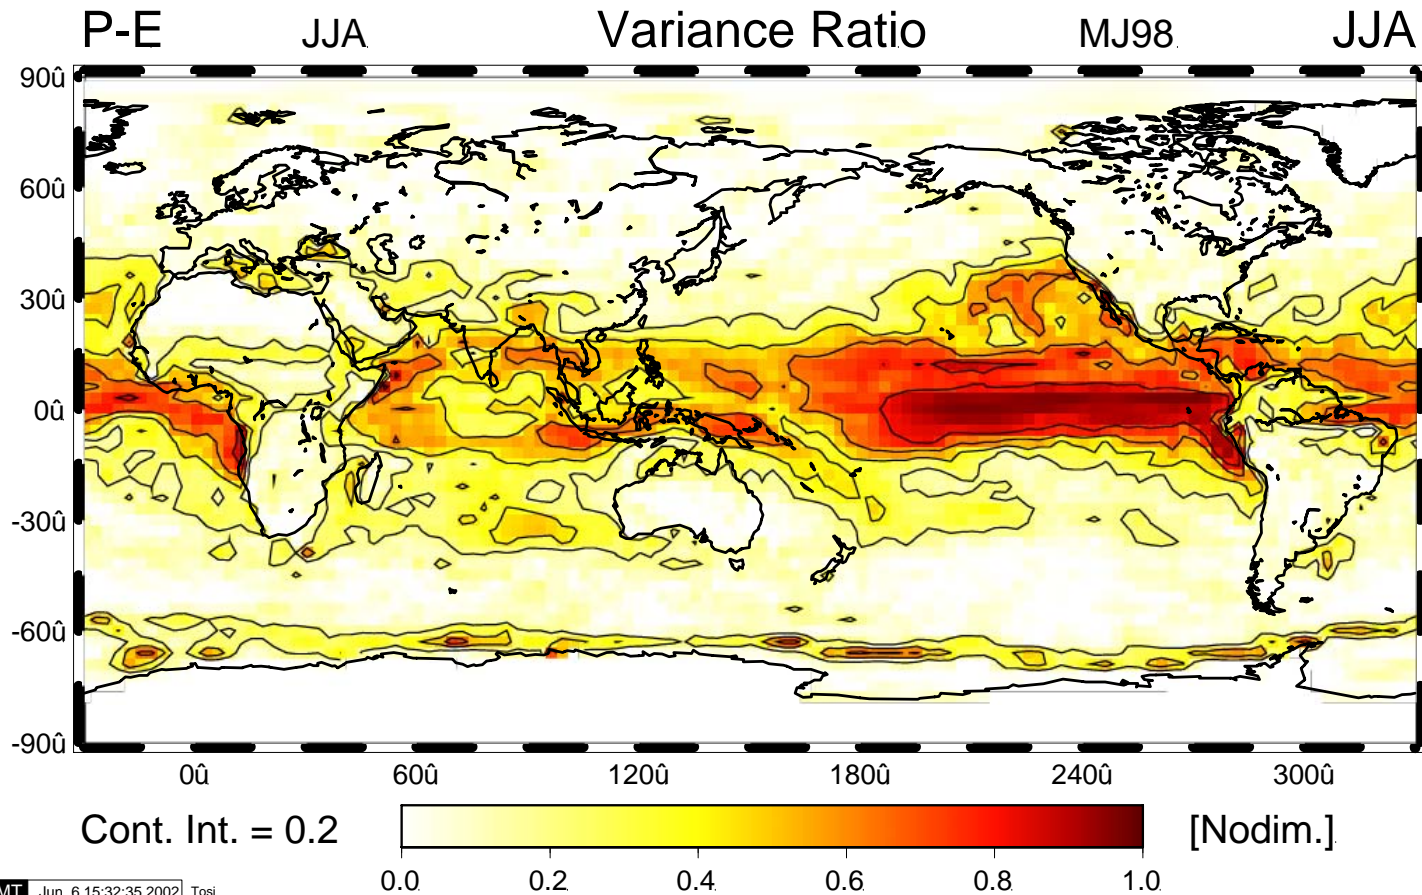 P-E JJA Variance Ratio MJ98 JJA
90û
60û
30û
0û
-30û
-60û
-90û
0û 60û 120û 180û 240û 300û
Cont. Int. = 0.2 [Nodim.]
0.0 0.2 0.4 0.6 0.8 1.0
MT Jun 6 15:32:35 2002 Tosi